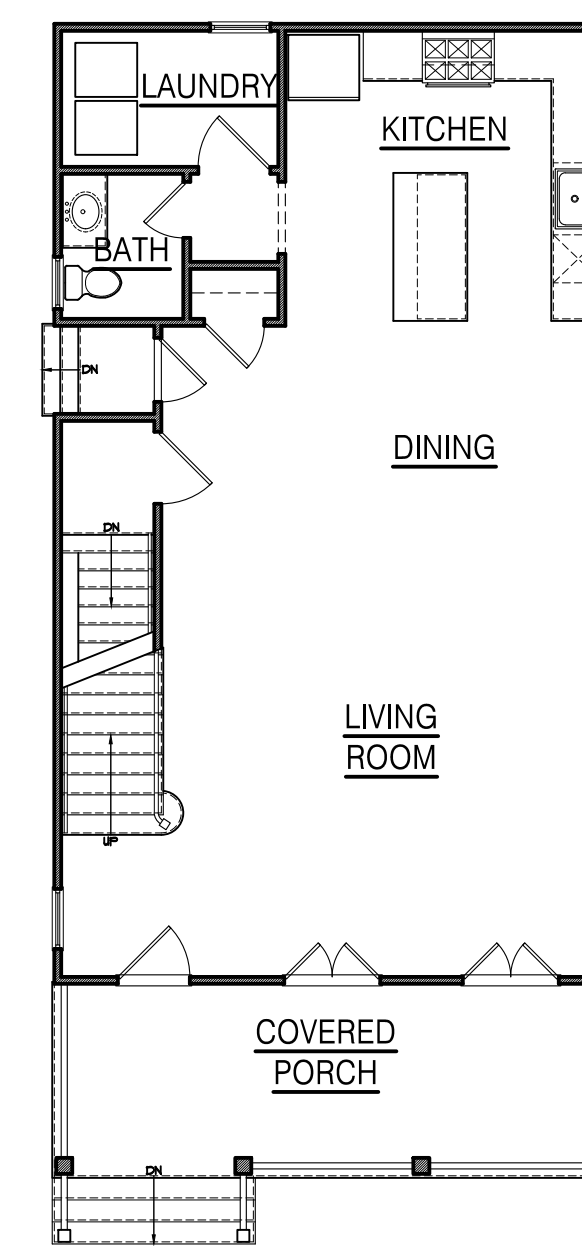 LAUNDRY
KITCHEN
BATH
DN
DINING
DN
LIVING
ROOM
UP
COVERED
PORCH
DN